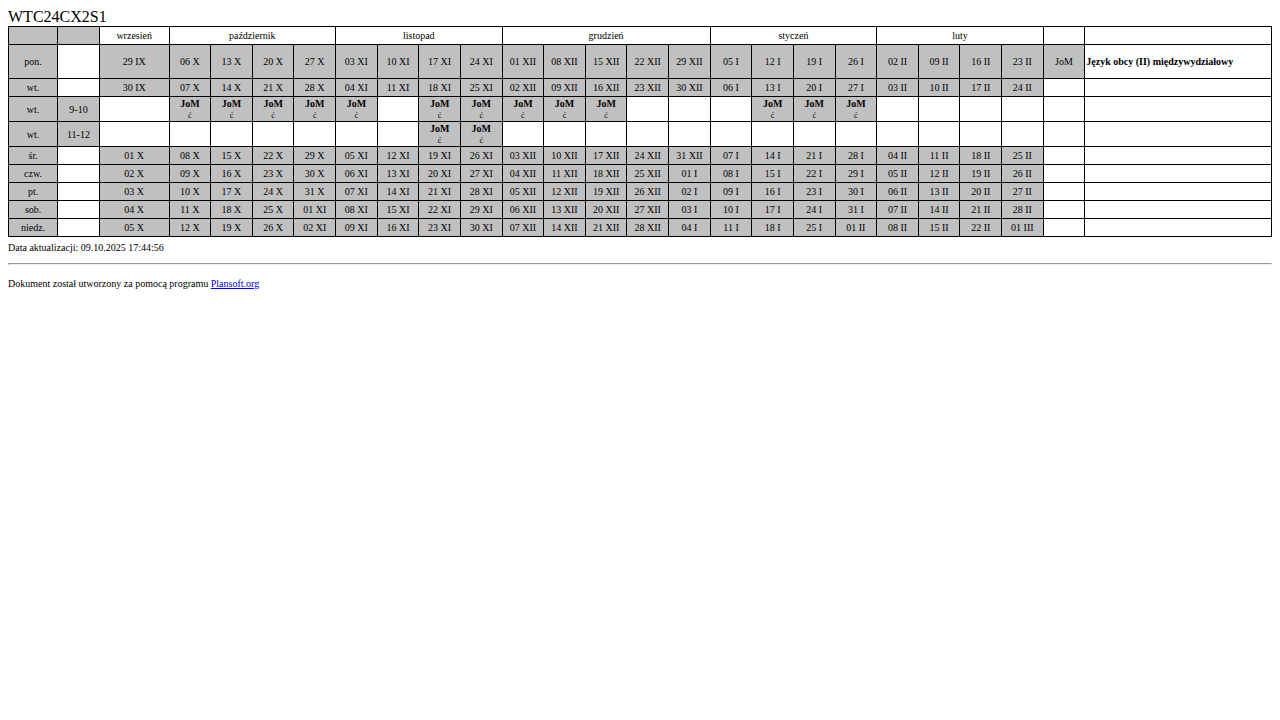 WTC24CX2S1
wrzesień październik listopad grudzień styczeń luty
pon. 29 IX 06 X 13 X 20 X 27 X 03 XI 10 XI 17 XI 24 XI 01 XII 08 XII 15 XII 22 XII 29 XII 05 I 12 I 19 I 26 I 02 II 09 II 16 II 23 II JoM Język obcy (II) międzywydziałowy
wt. 30 IX 07 X 14 X 21 X 28 X 04 XI 11 XI 18 XI 25 XI 02 XII 09 XII 16 XII 23 XII 30 XII 06 I 13 I 20 I 27 I 03 II 10 II 17 II 24 II
wt. 9-10 JoM JoM JoM JoM JoM JoM JoM JoM JoM JoM JoM JoM JoM
ć ć ć ć ć ć ć ć ć ć ć ć ć
wt. 11-12 JoM JoM
ć ć
śr. 01 X 08 X 15 X 22 X 29 X 05 XI 12 XI 19 XI 26 XI 03 XII 10 XII 17 XII 24 XII 31 XII 07 I 14 I 21 I 28 I 04 II 11 II 18 II 25 II
czw. 02 X 09 X 16 X 23 X 30 X 06 XI 13 XI 20 XI 27 XI 04 XII 11 XII 18 XII 25 XII 01 I 08 I 15 I 22 I 29 I 05 II 12 II 19 II 26 II
pt. 03 X 10 X 17 X 24 X 31 X 07 XI 14 XI 21 XI 28 XI 05 XII 12 XII 19 XII 26 XII 02 I 09 I 16 I 23 I 30 I 06 II 13 II 20 II 27 II
sob. 04 X 11 X 18 X 25 X 01 XI 08 XI 15 XI 22 XI 29 XI 06 XII 13 XII 20 XII 27 XII 03 I 10 I 17 I 24 I 31 I 07 II 14 II 21 II 28 II
niedz. 05 X 12 X 19 X 26 X 02 XI 09 XI 16 XI 23 XI 30 XI 07 XII 14 XII 21 XII 28 XII 04 I 11 I 18 I 25 I 01 II 08 II 15 II 22 II 01 III
Data aktualizacji: 09.10.2025 17:44:56
Dokument został utworzony za pomocą programu Plansoft.org